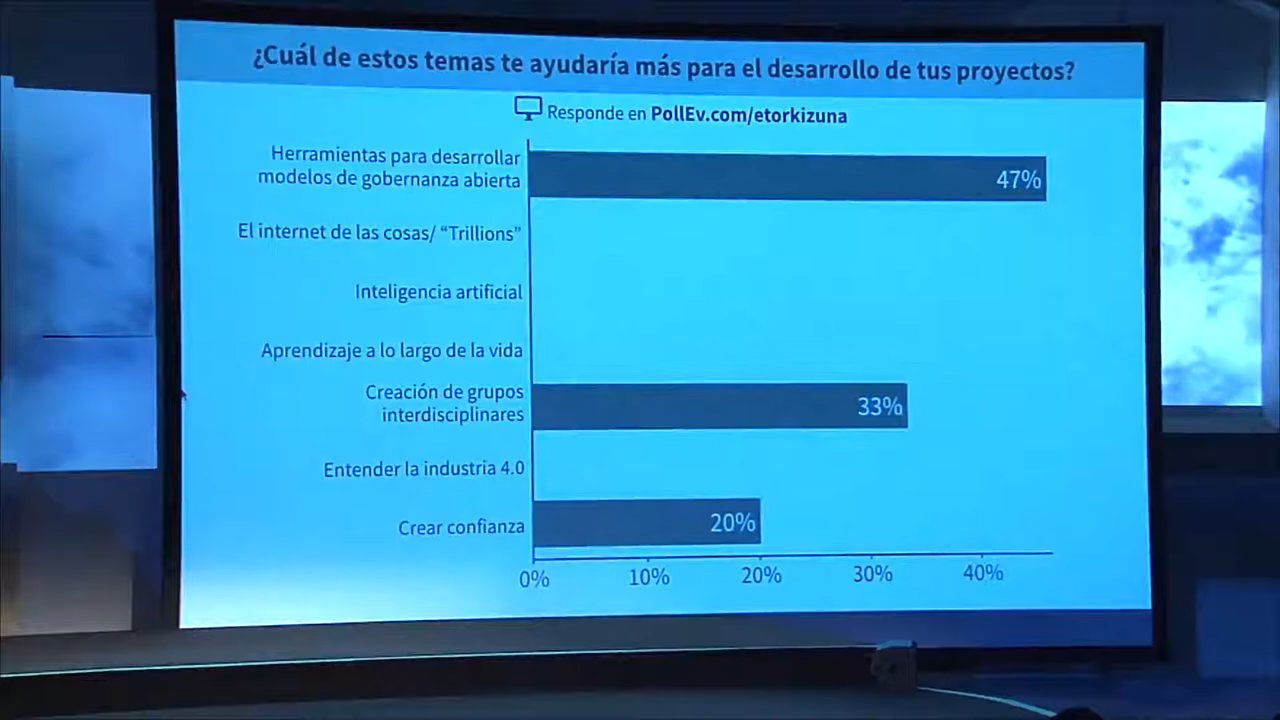 ¿Cuál de estos temas te ayudaría más para el desarrollo de tus proyectos?
Responde en PollEv.com/etorkizuna
Herramientas para desarrollar
modelos de gobernanza abierta
47%
El internet de las cosas/ “Trillions”
Inteligencia artificial
Aprendizaje a lo largo de la vida
Creación de grupos
interdisciplinares
33%
Entender la industria 4.0
Crear confianza
20%
0% 10% 20% 30% 40%